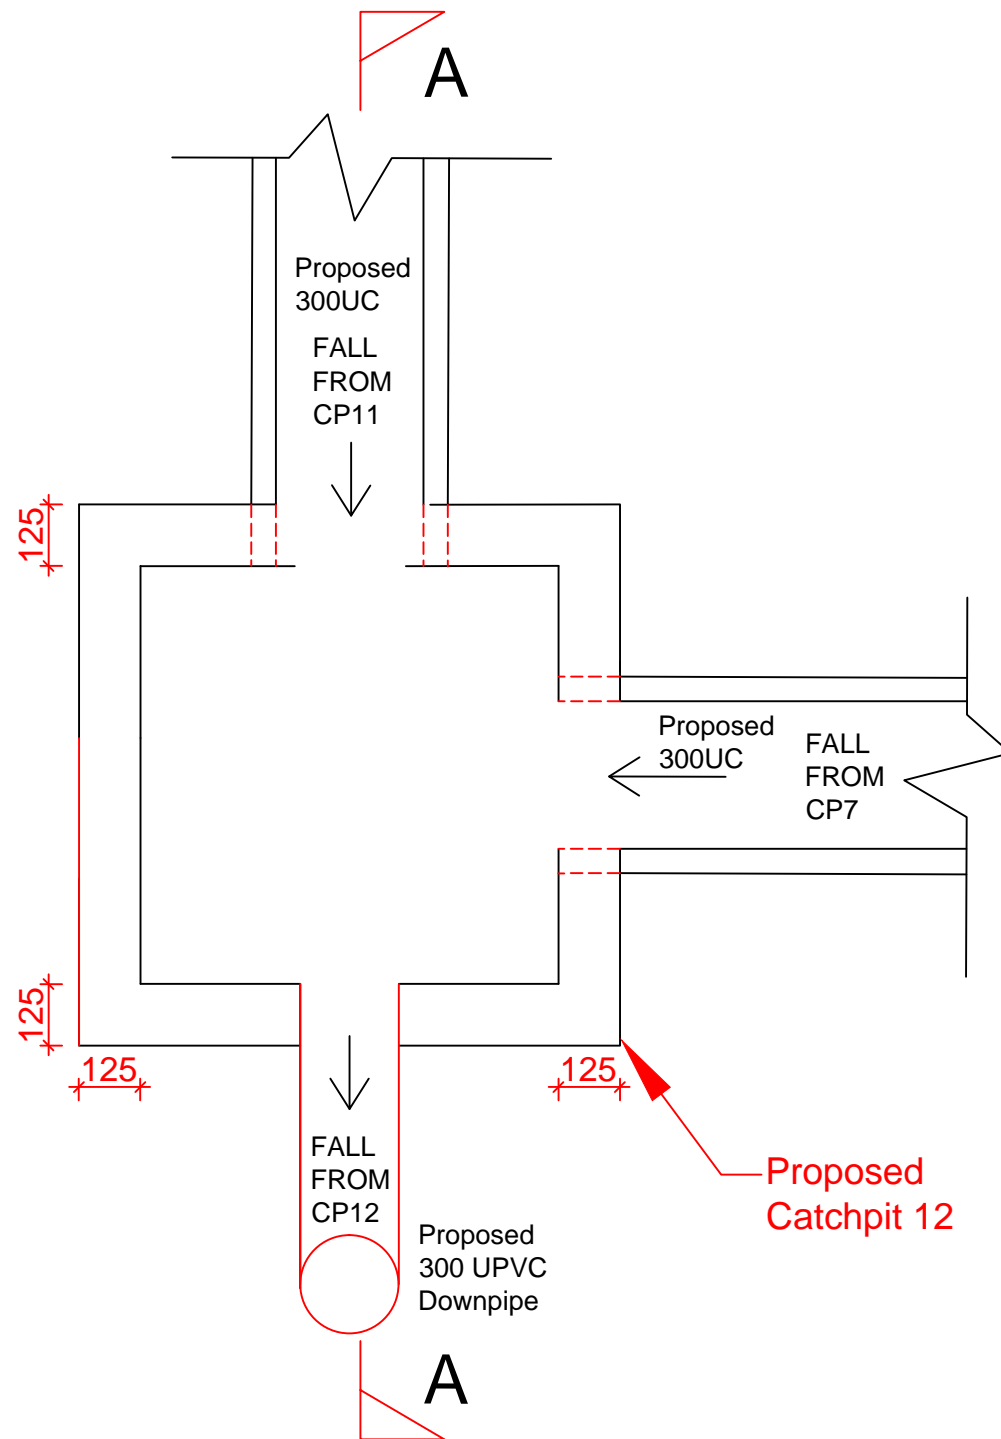 A
Proposed
300UC
FALL
FROM
CP11
125
Proposed
300UC
FALL
FROM
CP7
125
125
125
FALL
FROM
CP12
Proposed
Catchpit 12
Proposed
300 UPVC
Downpipe
A